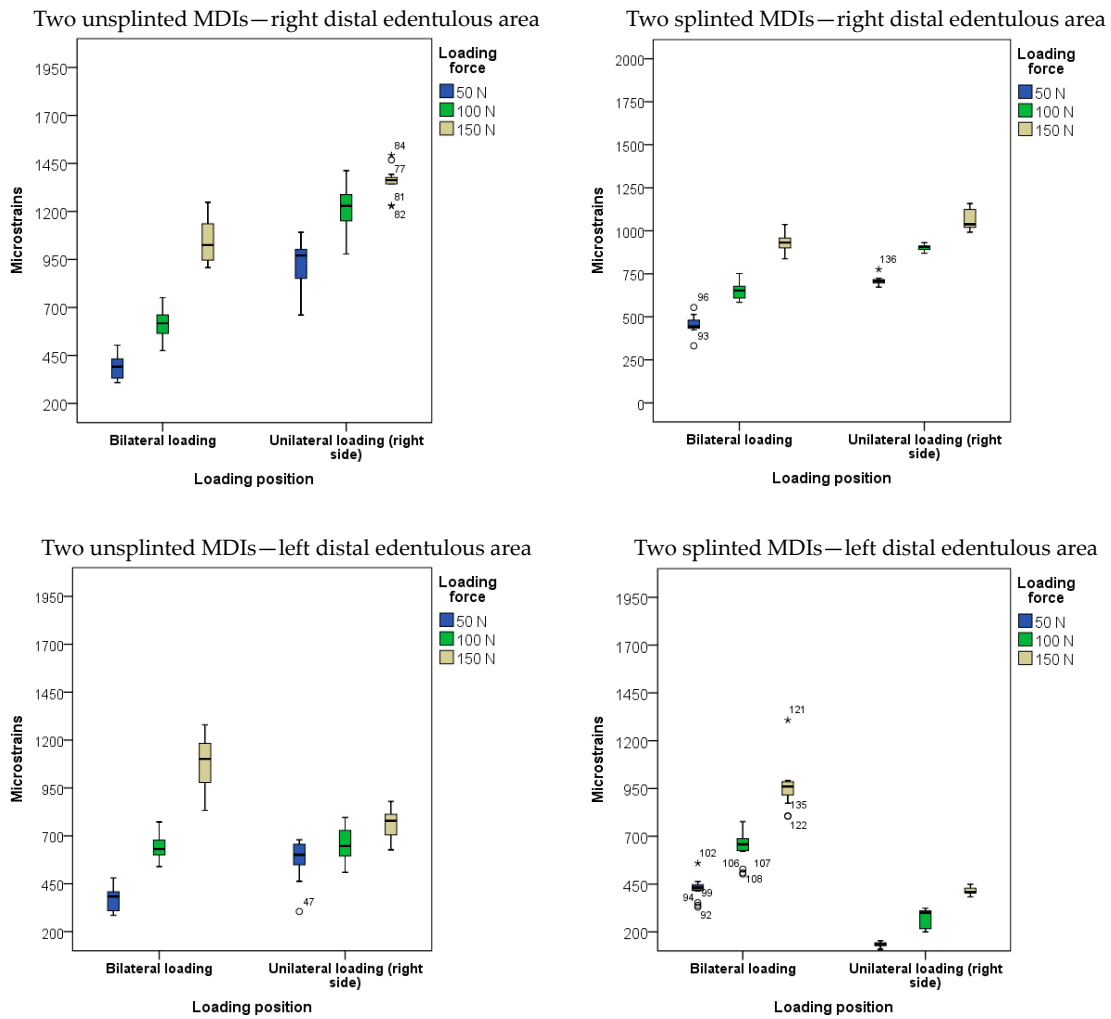 Two unsplinted MDIs—right distal edentulous area
Loading force
50 N
100 N
150 N
Microstrains
1950
1700
1450
1200
950
700
450
200
84
77
81
82
Bilateral loading
Unilateral loading (right side)
Loading position
Two splinted MDIs—right distal edentulous area
Loading force
50 N
100 N
150 N
Microstrains
2000
1750
1500
1250
1000
750
500
250
0
96
93
136
Bilateral loading
Unilateral loading (right side)
Loading position
Two unsplinted MDIs—left distal edentulous area
Loading force
50 N
100 N
150 N
Microstrains
1950
1700
1450
1200
950
700
450
200
47
Bilateral loading
Unilateral loading (right side)
Loading position
Two splinted MDIs—left distal edentulous area
Loading force
50 N
100 N
150 N
Microstrains
1950
1700
1450
1200
950
700
450
200
121
135
122
102
106
107
108
94
99
92
Bilateral loading
Unilateral loading (right side)
Loading position